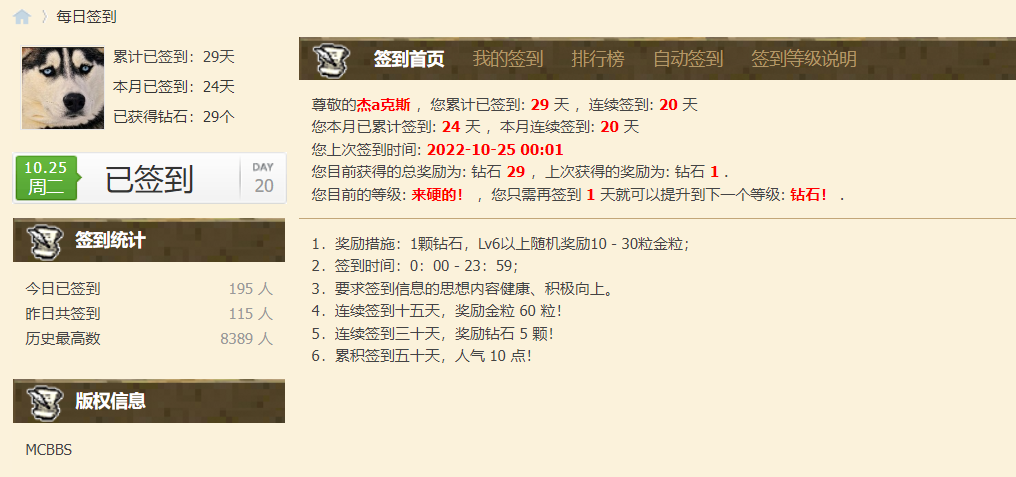 〉每日签到
累计已签到：29天
本月已签到：24天
已获得钻石：29个
10.25
周二
已签到
DAY
20
签到统计
今日已签到 195 人
昨日共签到 115 人
历史最高数 8389 人
版权信息
MCBBS
签到首页 我的签到 排行榜 自动签到 签到等级说明
尊敬的杰a克斯 ，您累计已签到: 29 天 ，连续签到: 20 天
您本月已累计签到: 24 天 ，本月连续签到: 20 天
您上次签到时间: 2022-10-25 00:01
您目前获得的总奖励为: 钻石 29 ，上次获得的奖励为: 钻石 1 .
您目前的等级: 来硬的！ ，您只需再签到 1 天就可以提升到下一个等级: 钻石！ .
1．奖励措施：1颗钻石，Lv6以上随机奖励10 - 30粒金粒；
2．签到时间：0：00 - 23：59；
3．要求签到信息的思想内容健康、积极向上。
4．连续签到十五天，奖励金粒 60 粒！
5．连续签到三十天，奖励钻石 5 颗！
6．累积签到五十天，人气 10 点！